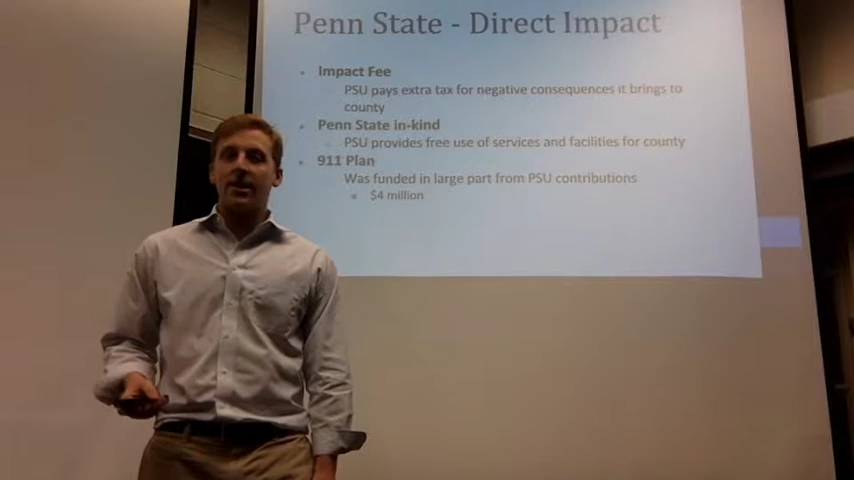 Penn State - Direct Impact
• Impact Fee
PSU pays extra tax for negative consequences it brings to
county
• Penn State in-kind
PSU provides free use of services and facilities for county
• 911 Plan
Was funded in large part from PSU contributions
• $4 million